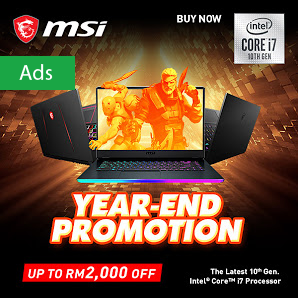 msi
BUY NOW
intel
CORE i7
10TH GEN
Ads
YEAR-END
PROMOTION
UP TO RM2,000 OFF
The Latest 10th Gen.
Intel® Core™ i7 Processor